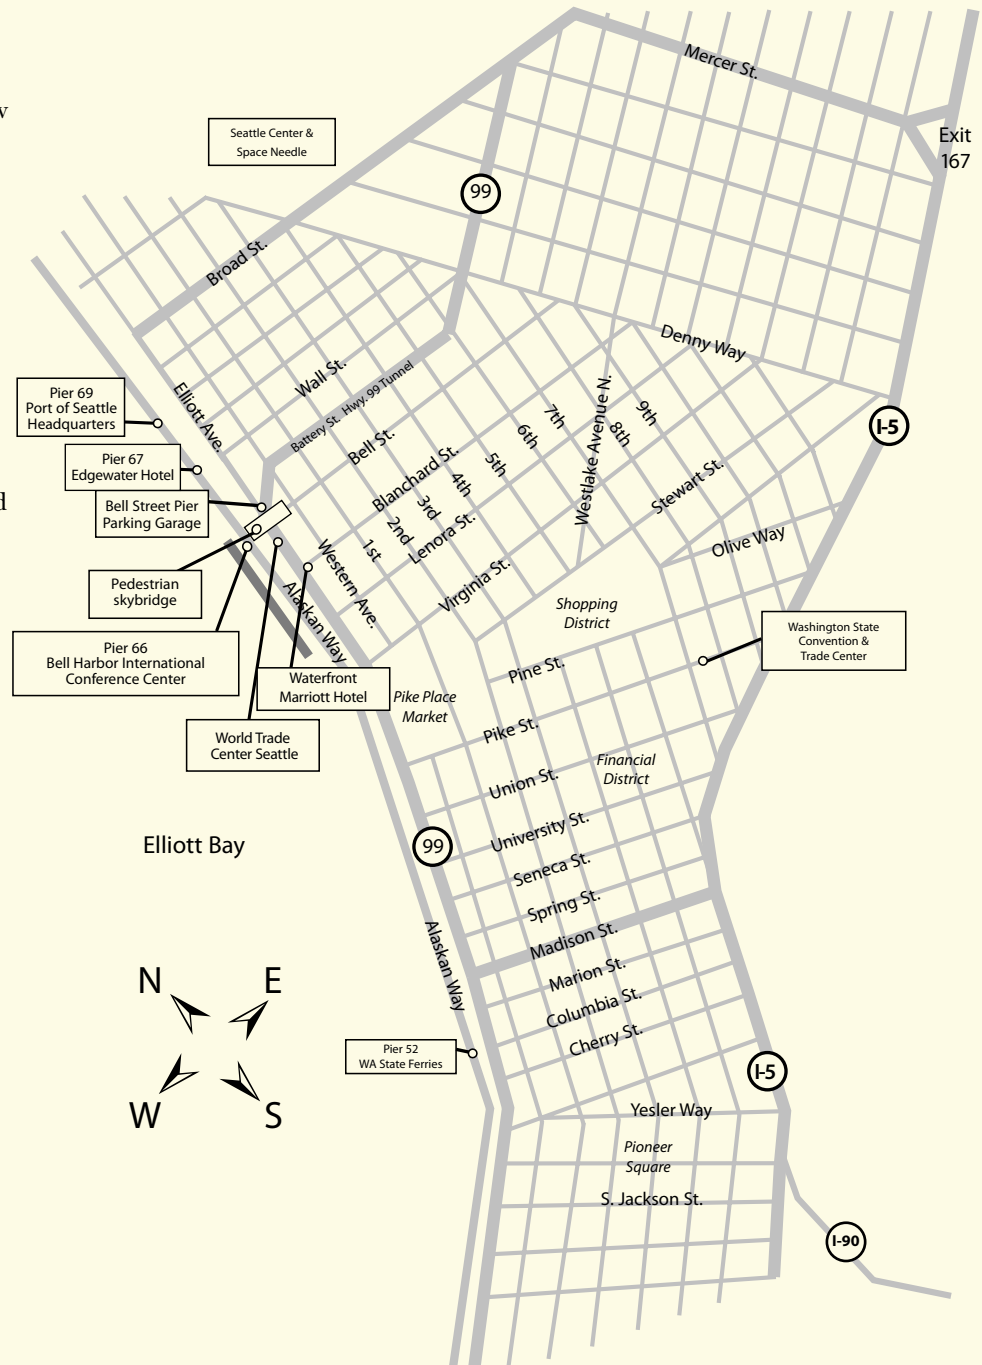 Mercer St.
w
Exit
167
Seattle Center &
Space Needle
99
Broad St.
Denny Way
Wall St.
Battery St. Hwy. 99 Tunnel
Elliott Ave.
Pier 69
Port of Seattle
Headquarters
9th
7th
8th
6th
Westlake Avenue N.
I-5
Bell St.
Blanchard St.
5th
4th
3rd
2nd
1st
Lenora St.
Stewart St.
Pier 67
Edgewater Hotel
d
Bell Street Pier
Parking Garage
Olive Way
Western Ave.
Virginia St.
Pedestrian
skybridge
Alaskan Way
Shopping
District
Washington State
Convention &
Trade Center
Pier 66
Bell Harbor International
Conference Center
Waterfront
Marriott Hotel
Pike Place
Market
Pine St.
World Trade
Center Seattle
Pike St.
Financial
District
Union St.
University St.
Elliott Bay
99
Seneca St.
Spring St.
Madison St.
Alaskan Way
Marion St.
N
E
Columbia St.
Cherry St.
Pier 52
WA State Ferries
I-5
W
S
Yesler Way
Pioneer
Square
S. Jackson St.
I-90